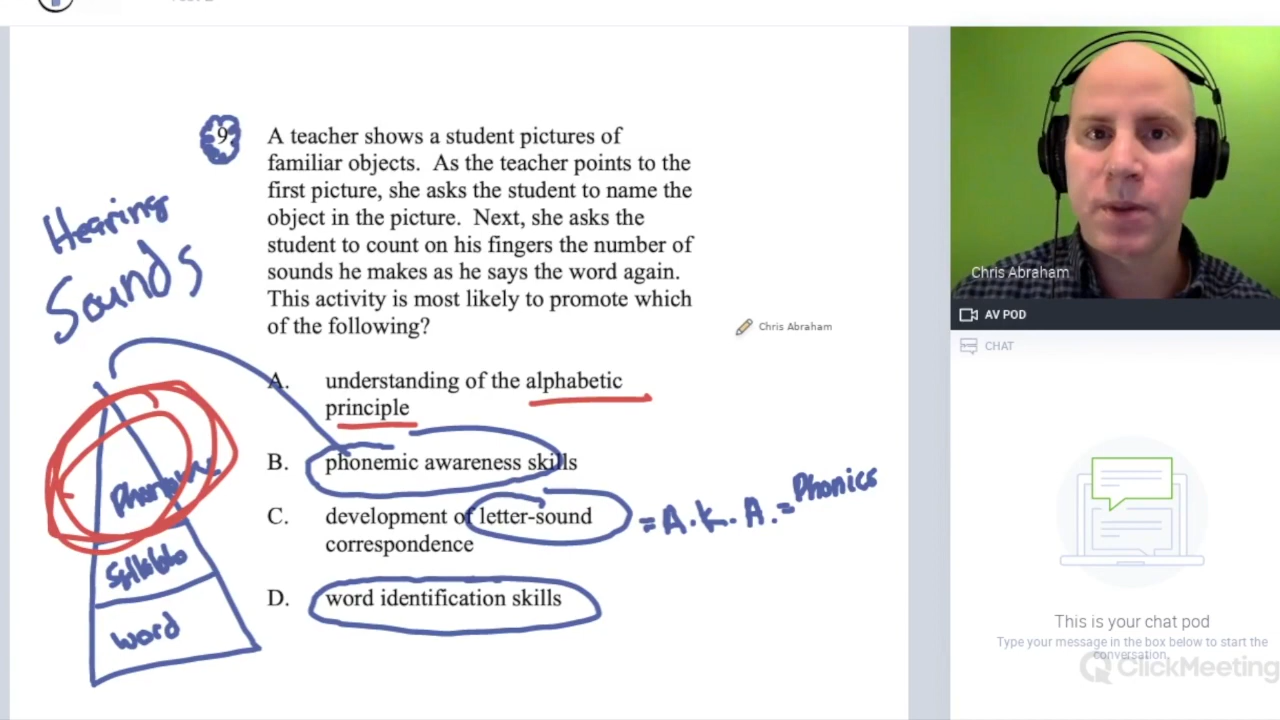 9. A teacher shows a student pictures of
familiar objects. As the teacher points to the
first picture, she asks the student to name the
object in the picture. Next, she asks the
student to count on his fingers the number of
sounds he makes as he says the word again.
This activity is most likely to promote which
of the following?
Hearing
Sounds
A. understanding of the alphabetic
principle
B. phonemic awareness skills
C. development of letter-sound
correspondence
= A.K.A. = Phonics
D. word identification skills
word
Chris Abraham
Chris Abraham
AV POD
CHAT
This is your chat pod
Type your message in the box below to start the
conversation.
ClickMeeting